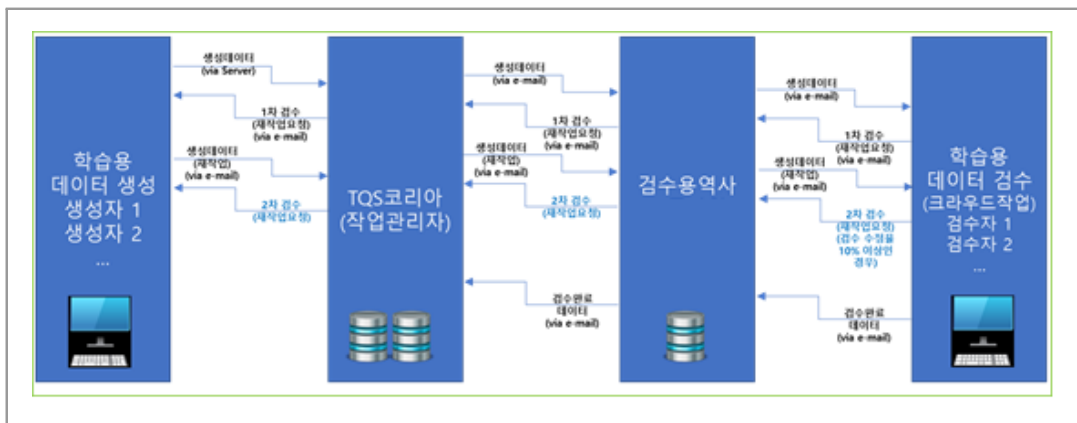 학습용
데이터 생성
생성자 1
생성자 2
...
생성데이터
(via Server)
1차 검수
(재작업요청)
(via e-mail)
생성데이터
(재작업)
(via e-mail)
2차 검수
(재작업요청)
TQS코리아
(작업관리자)
생성데이터
(via e-mail)
1차 검수
(재작업요청)
(via e-mail)
생성데이터
(재작업)
(via e-mail)
2차 검수
(재작업요청)
검수완료
데이터
(via e-mail)
검수용역사
생성데이터
(via e-mail)
1차 검수
(재작업요청)
(via e-mail)
생성데이터
(재작업)
(via e-mail)
2차 검수
(재작업요청)
(검수 수정율
10% 이상인
경우)
검수완료
데이터
(via e-mail)
학습용
데이터 검수
(크라우드작업)
검수자 1
검수자 2
...